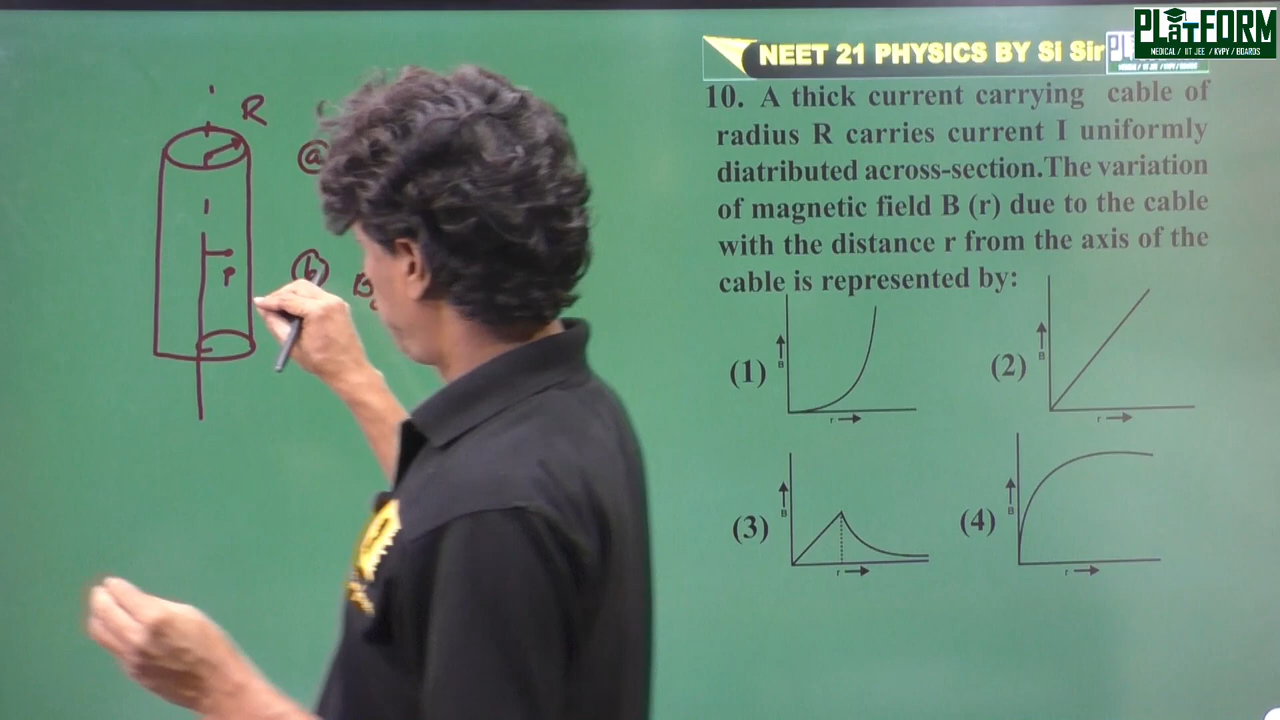 PLATFORM
MEDICAL / IIT JEE / KVPY / BOARDS
NEET 21 PHYSICS BY Si Sir
10. A thick current carrying cable of
radius R carries current I uniformly
diatributed across-section.The variation
of magnetic field B (r) due to the cable
with the distance r from the axis of the
cable is represented by:
(1) B r
(2) B r
(3) B r
(4) B r
R
a
P
b B